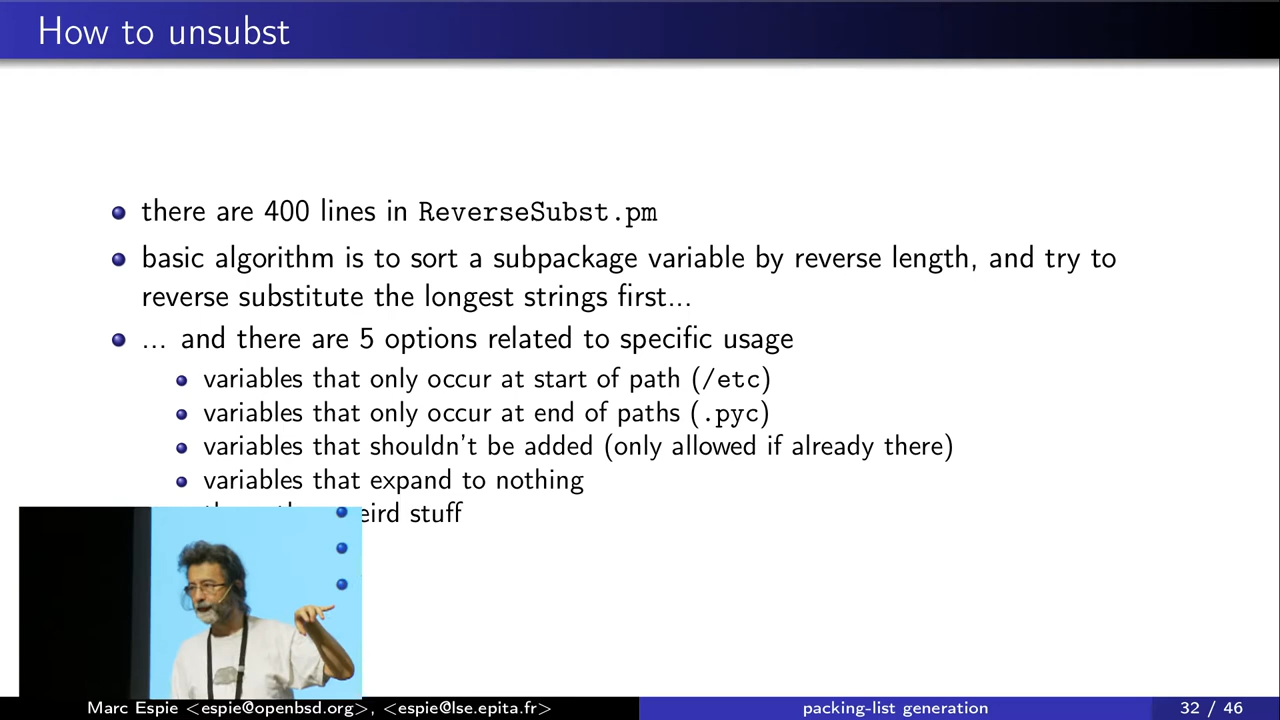 How to unsubst
there are 400 lines in ReverseSubst.pm
basic algorithm is to sort a subpackage variable by reverse length, and try to
reverse substitute the longest strings first...
... and there are 5 options related to specific usage
variables that only occur at start of path (/etc)
variables that only occur at end of paths (.pyc)
variables that shouldn't be added (only allowed if already there)
variables that expand to nothing
stuff
Marc Espie <espie@openbsd.org>, <espie@lse.epita.fr>
packing-list generation
32 / 46